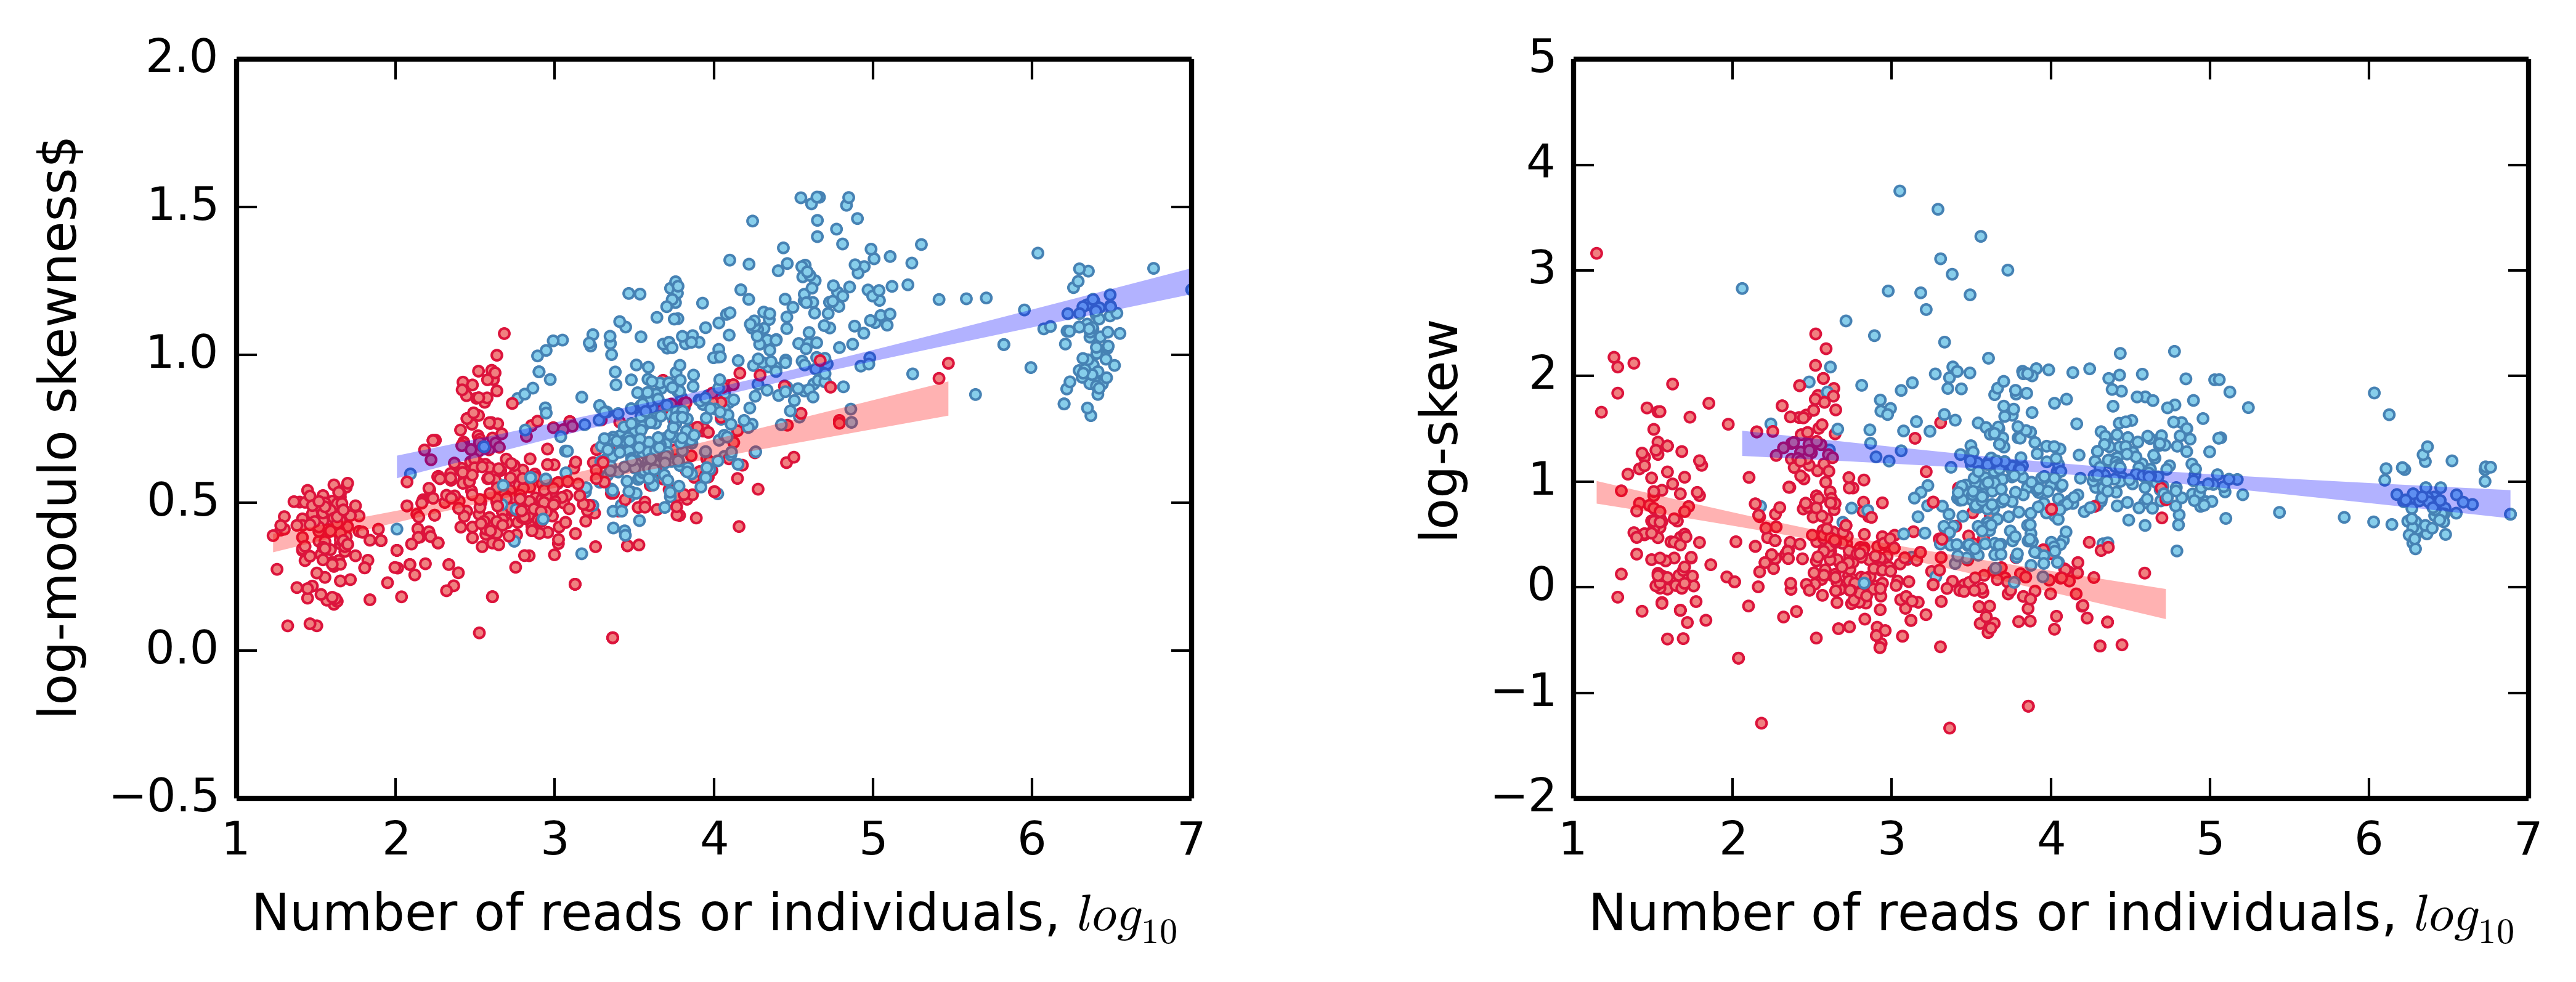 2.0
1.5
1.0
0.5
0.0
−0.5
1 2 3 4 5 6 7
log-modulo skewness$
Number of reads or individuals, log10
5
4
3
2
1
0
−1
−2
1 2 3 4 5 6 7
log-skew
Number of reads or individuals, log10